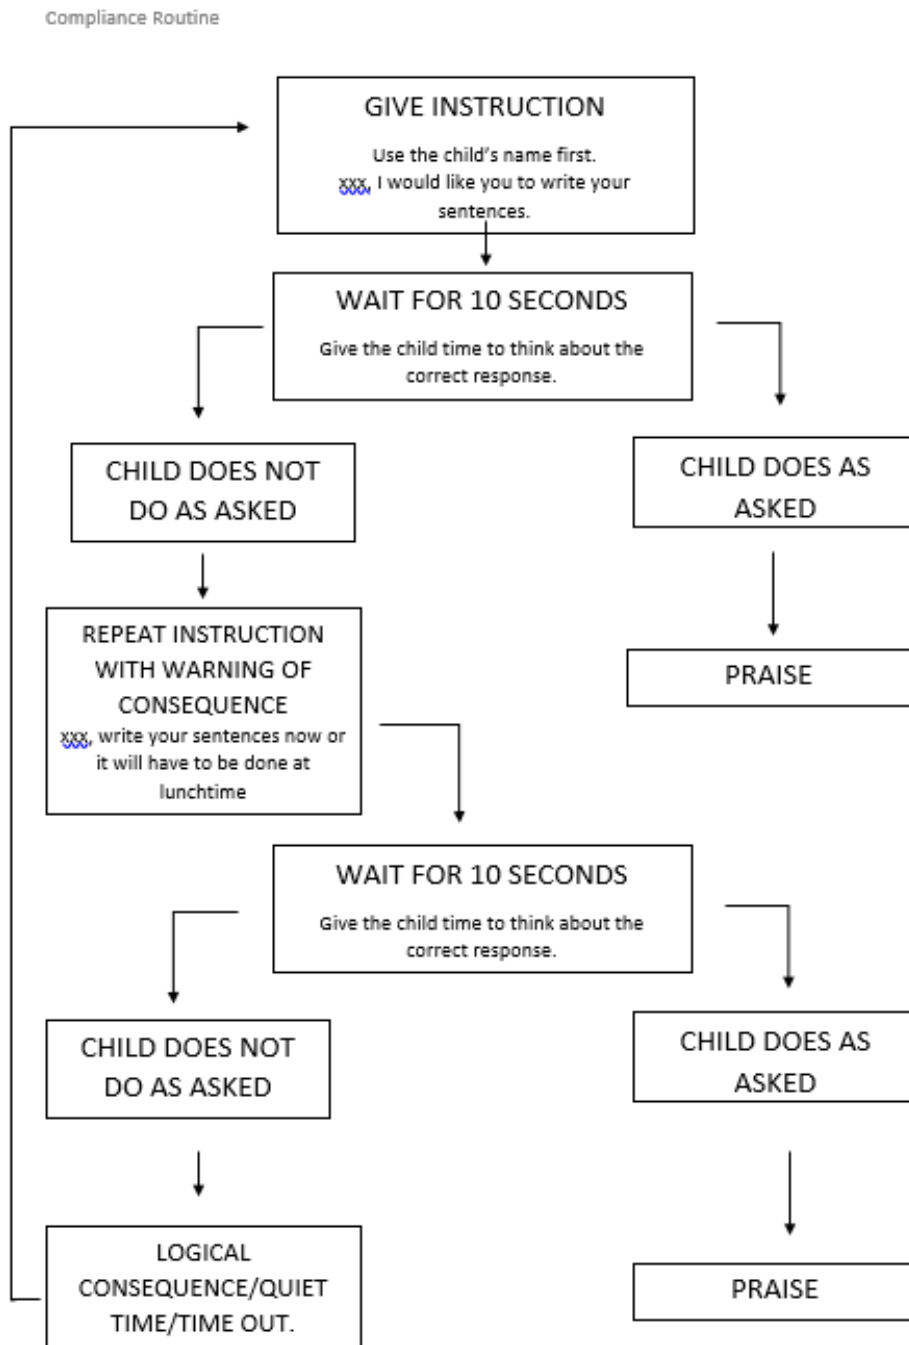 Compliance Routine
GIVE INSTRUCTION
Use the child's name first.
xxx, I would like you to write your
sentences.
WAIT FOR 10 SECONDS
Give the child time to think about the
correct response.
CHILD DOES NOT
DO AS ASKED
CHILD DOES AS
ASKED
REPEAT INSTRUCTION
WITH WARNING OF
CONSEQUENCE
xxx, write your sentences now or
it will have to be done at
lunchtime
PRAISE
WAIT FOR 10 SECONDS
Give the child time to think about the
correct response.
CHILD DOES NOT
DO AS ASKED
CHILD DOES AS
ASKED
LOGICAL
CONSEQUENCE/QUIET
TIME/TIME OUT.
PRAISE